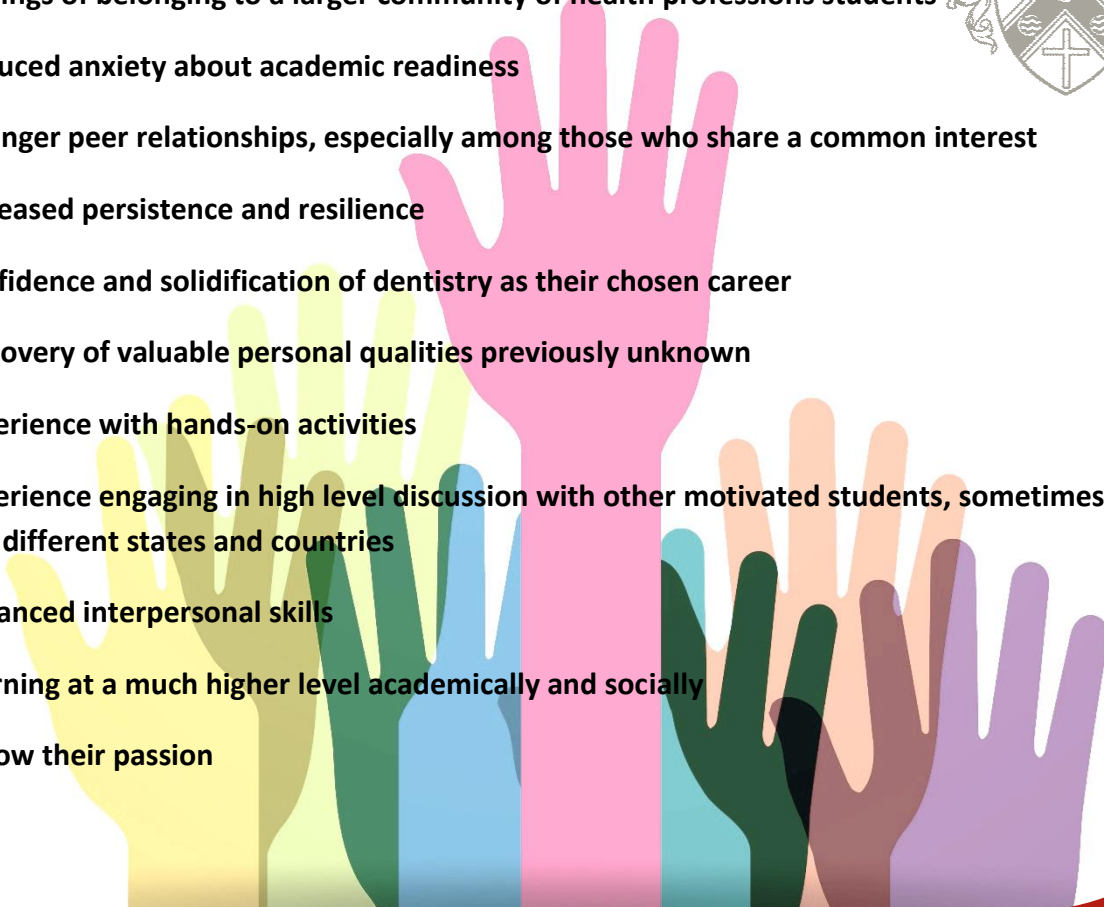 ings of belonging to a larger community of health professions students
uced anxiety about academic readiness
nger peer relationships, especially among those who share a common interest
eased persistence and resilience
fidence and solidification of dentistry as their chosen career
overy of valuable personal qualities previously unknown
erience with hands-on activities
erience engaging in high level discussion with other motivated students, sometimes
different states and countries
anced interpersonal skills
rning at a much higher level academically and socially
ow their passion